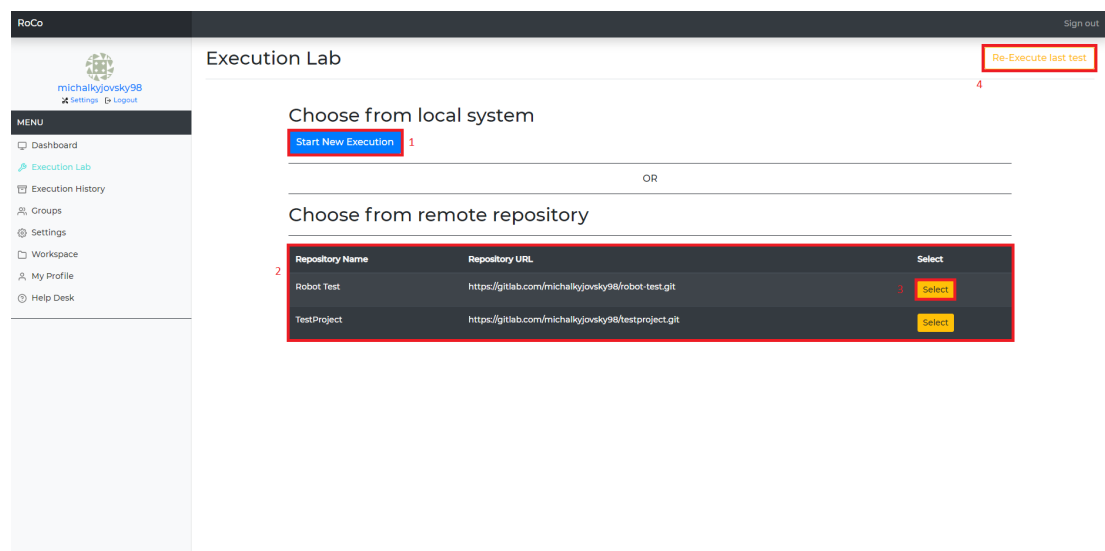 RoCo
Sign out
michalkyjovsky98
Settings Logout
MENU
Dashboard
Execution Lab
Execution History
Groups
Settings
Workspace
My Profile
Help Desk
Execution Lab
Re-Execute last test
4
Choose from local system
Start New Execution 1
OR
Choose from remote repository
2
Repository Name Repository URL Select
Robot Test https://gitlab.com/michalkyjovsky98/robot-test.git 3 Select
TestProject https://gitlab.com/michalkyjovsky98/testproject.git Select